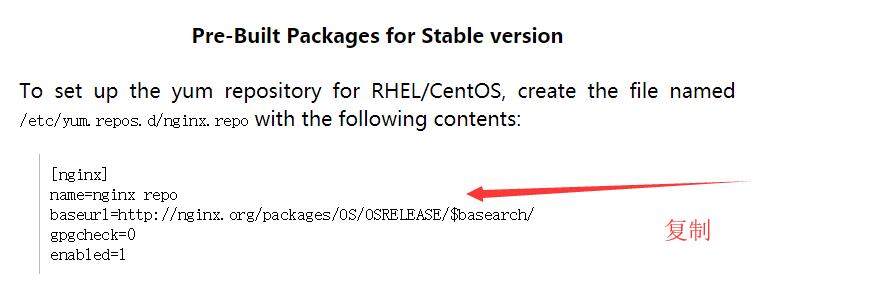 Pre-Built Packages for Stable version
To set up the yum repository for RHEL/CentOS, create the file named
/etc/yum.repos.d/nginx.repo with the following contents:
[nginx]
name=nginx repo
baseurl=http://nginx.org/packages/OS/OSRELEASE/$basearch/
gpgcheck=0
enabled=1
复制